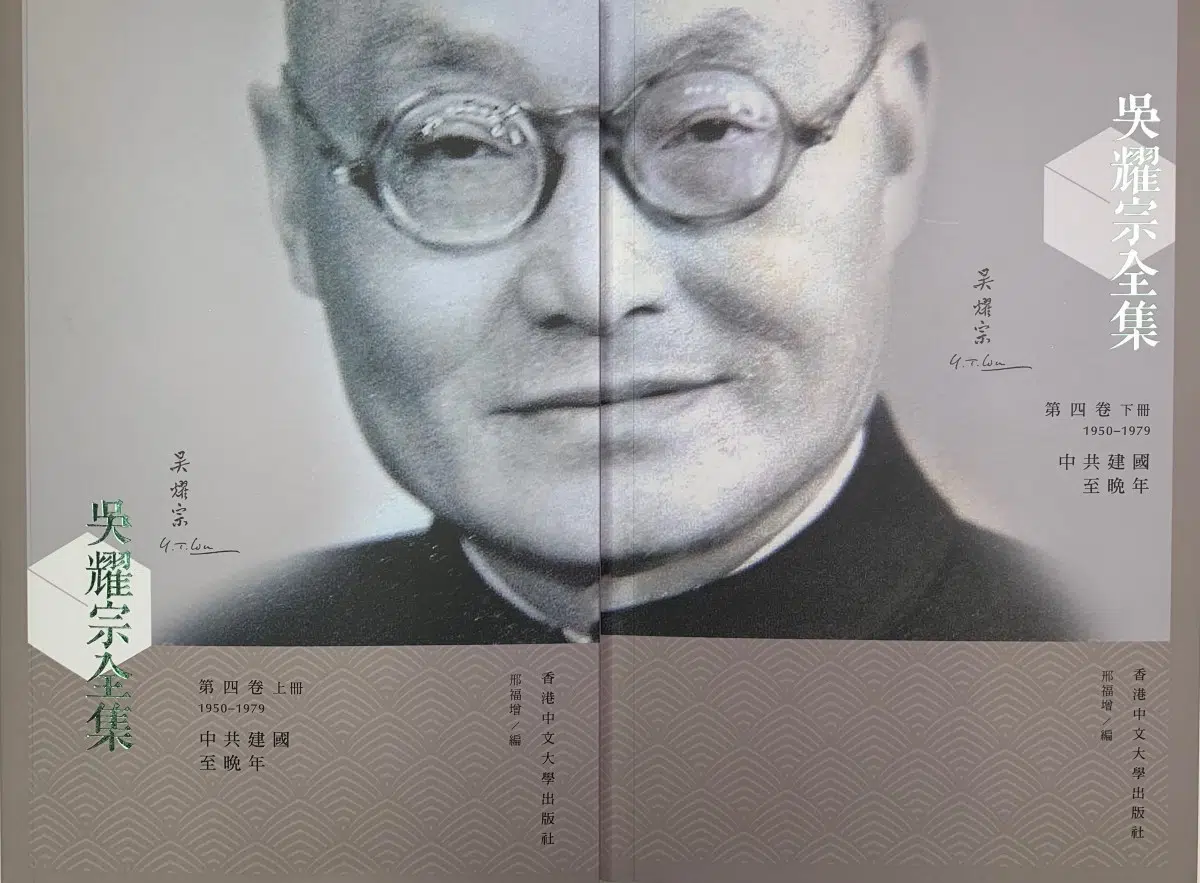 吳耀宗全集
吳耀宗
Y.T.Wu
第四卷 上冊
1950–1979
中共建國
至晚年
邢福增／編
香港中文大學出版社
吳耀宗全集
吳耀宗
Y.T.Wu
第四卷 下冊
1950–1979
中共建國
至晚年
邢福增／編
香港中文大學出版社